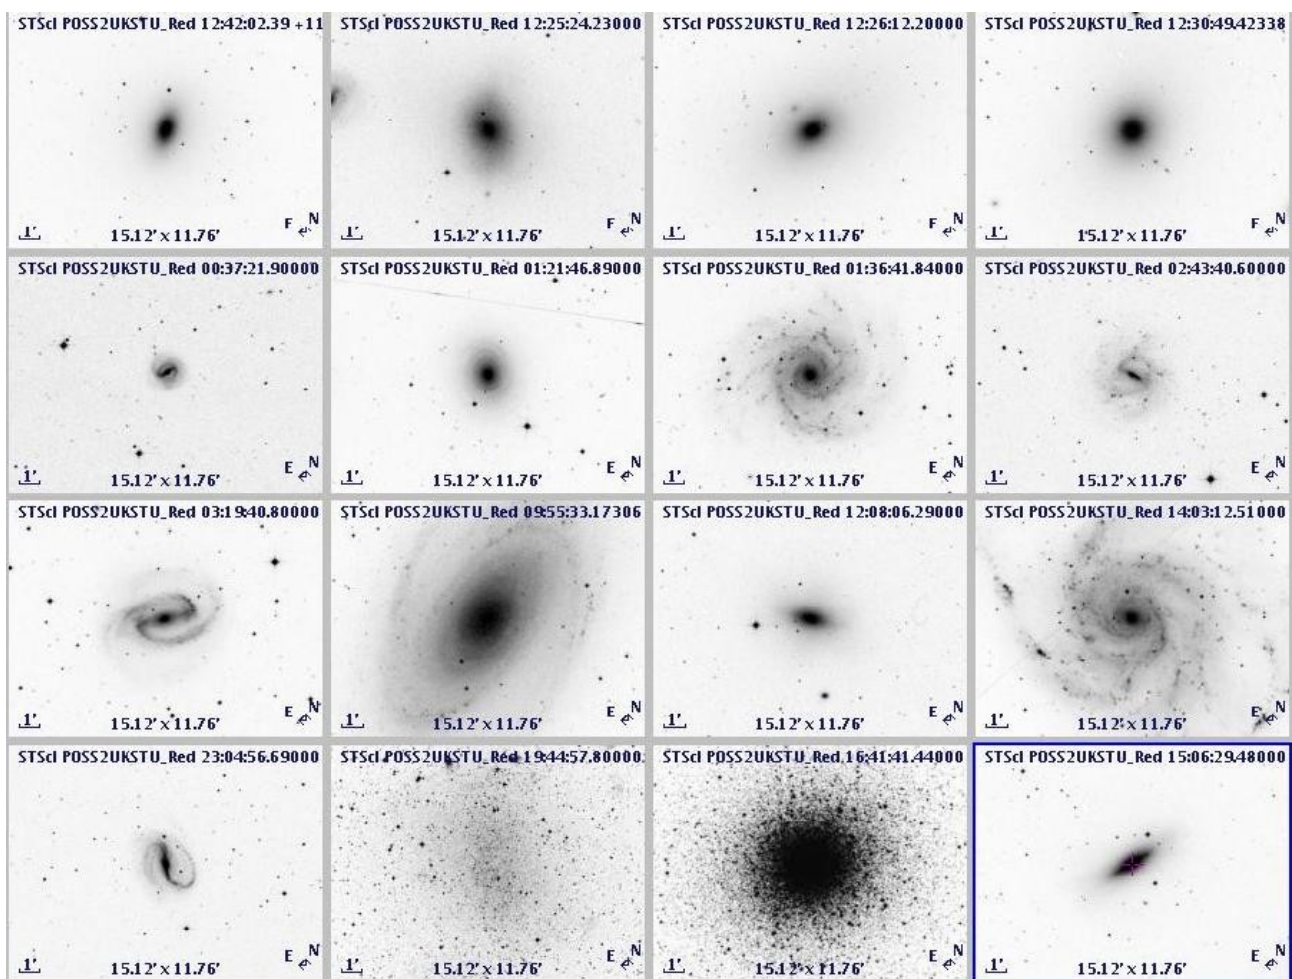 STScI POSS2UKSTU_Red 12:42:02.39 +11
STScI POSS2UKSTU_Red 12:25:24.23000
STScI POSS2UKSTU_Red 12:26:12.20000
STScI POSS2UKSTU_Red 12:30:49.42338
1' 15.12' x 11.76' E N
1' 15.12' x 11.76' E N
1' 15.12' x 11.76' E N
1' 15.12' x 11.76' E N
STScI POSS2UKSTU_Red 00:37:21.90000
STScI POSS2UKSTU_Red 01:21:46.89000
STScI POSS2UKSTU_Red 01:36:41.84000
STScI POSS2UKSTU_Red 02:43:40.60000
1' 15.12' x 11.76' E N
1' 15.12' x 11.76' E N
1' 15.12' x 11.76' E N
1' 15.12' x 11.76' E N
STScI POSS2UKSTU_Red 03:19:40.80000
STScI POSS2UKSTU_Red 09:55:33.17306
STScI POSS2UKSTU_Red 12:08:06.29000
STScI POSS2UKSTU_Red 14:03:12.51000
1' 15.12' x 11.76' E N
1' 15.12' x 11.76' E N
1' 15.12' x 11.76' E N
1' 15.12' x 11.76' E N
STScI POSS2UKSTU_Red 23:04:56.69000
STScI POSS2UKSTU_Red 19:44:57.80000
STScI POSS2UKSTU_Red 16:41:41.44000
STScI POSS2UKSTU_Red 15:06:29.48000
1' 15.12' x 11.76' E N
1' 15.12' x 11.76' E N
1' 15.12' x 11.76' E N
1' 15.12' x 11.76' E N